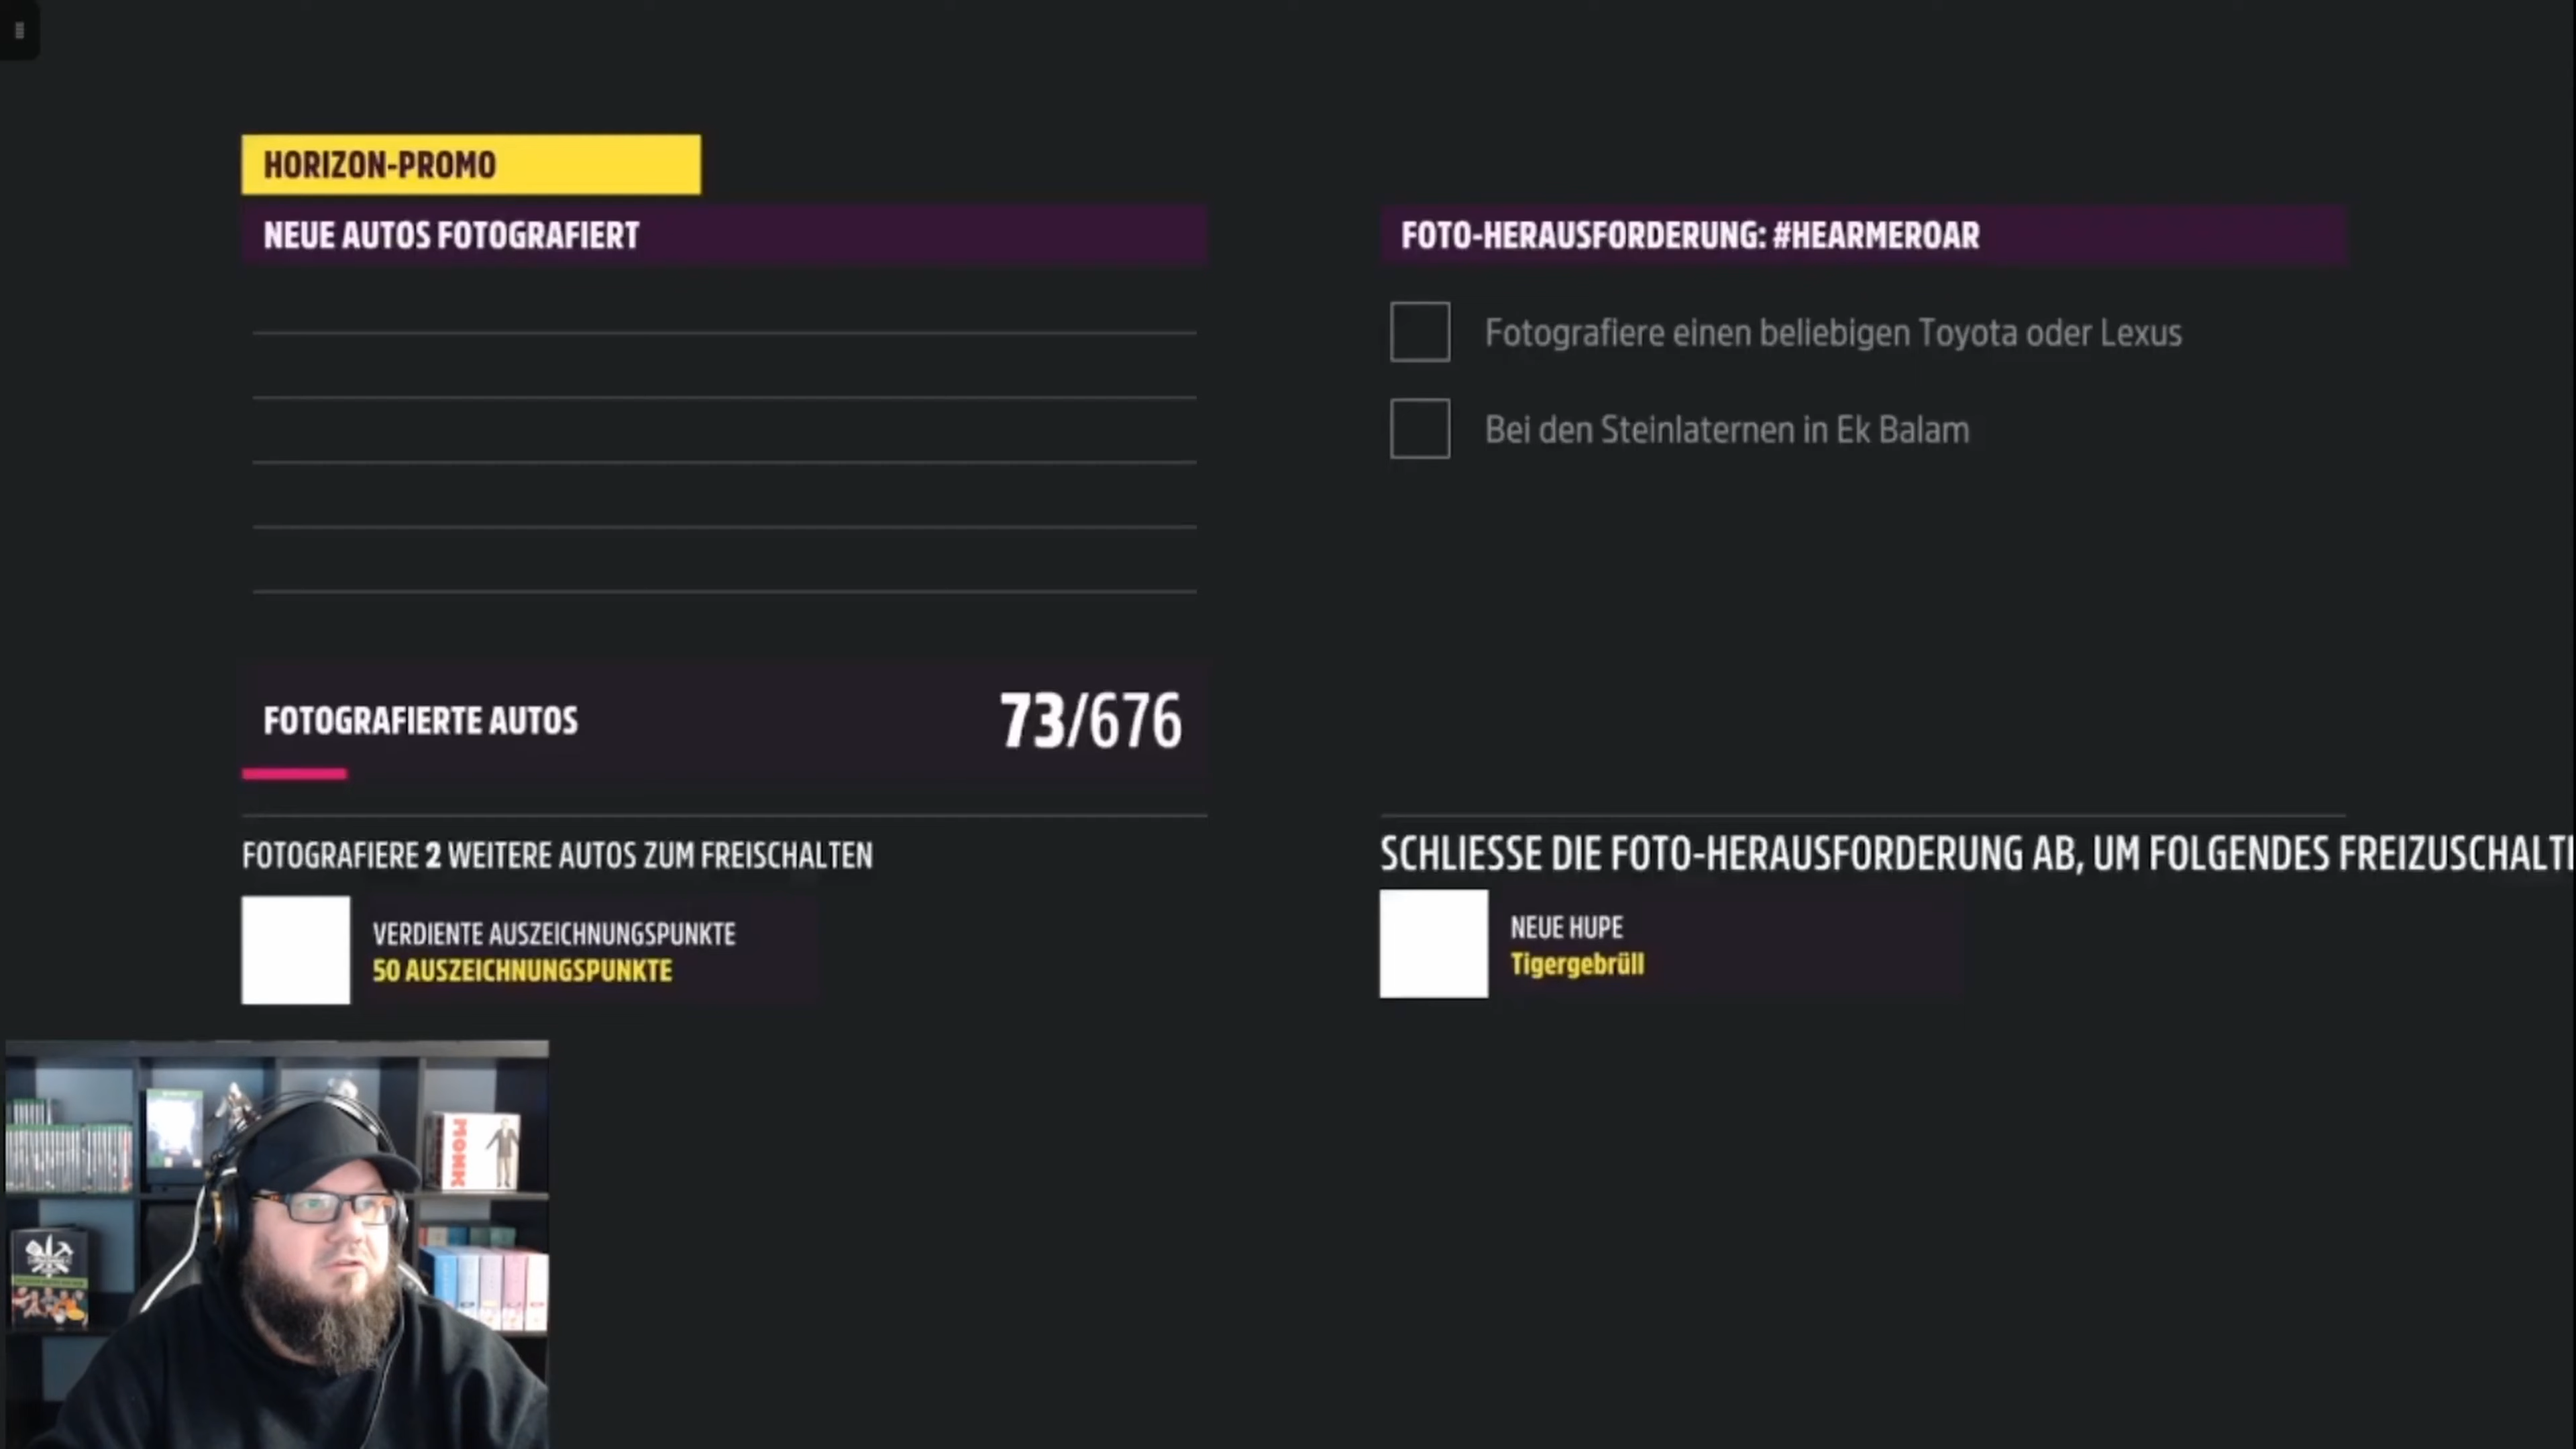 HORIZON-PROMO
NEUE AUTOS FOTOGRAFIERT
FOTOGRAFIERTE AUTOS 73/676
FOTOGRAFIERE 2 WEITERE AUTOS ZUM FREISCHALTEN
VERDIENTE AUSZEICHNUNGSPUNKTE
50 AUSZEICHNUNGSPUNKTE
FOTO-HERAUSFORDERUNG: #HEARMEROAR
Fotografiere einen beliebigen Toyota oder Lexus
Bei den Steinlaternen in Ek Balam
SCHLIESSE DIE FOTO-HERAUSFORDERUNG AB, UM FOLGENDES FREIZUSCHALT
NEUE HUPE
Tigergebrüll
MONK